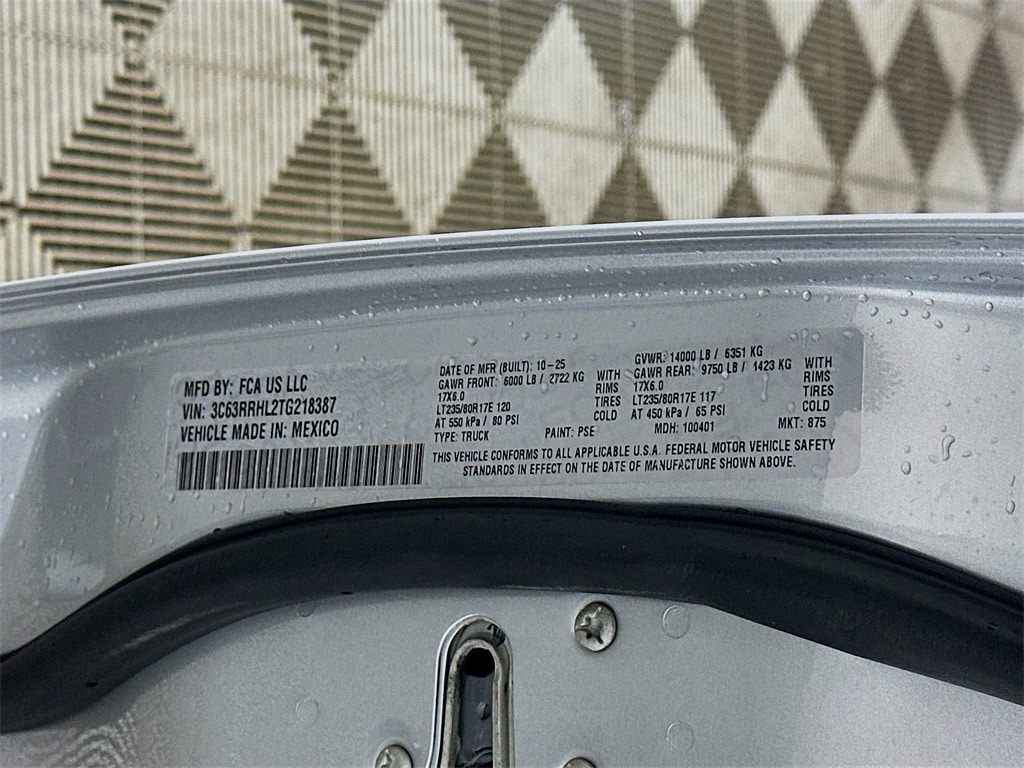 MFD BY: FCA US LLC
VIN: 3C63RRHL2TG218387
VEHICLE MADE IN: MEXICO
DATE OF MFR (BUILT): 10-25
GAWR FRONT: 6000 LB / 2722 KG
17X6.0
LT235/80R17E 120
AT 550 kPa / 80 PSI
WITH
RIMS
TIRES
COLD
TYPE: TRUCK
PAINT: PSE
GVWR: 14000 LB / 6351 KG
GAWR REAR: 9750 LB / 1423 KG
17X6.0
LT235/80R17E 117
AT 450 kPa / 65 PSI
WITH
RIMS
TIRES
COLD
MDH: 100401
MKT: 875
THIS VEHICLE CONFORMS TO ALL APPLICABLE U.S.A. FEDERAL MOTOR VEHICLE SAFETY
STANDARDS IN EFFECT ON THE DATE OF MANUFACTURE SHOWN ABOVE.